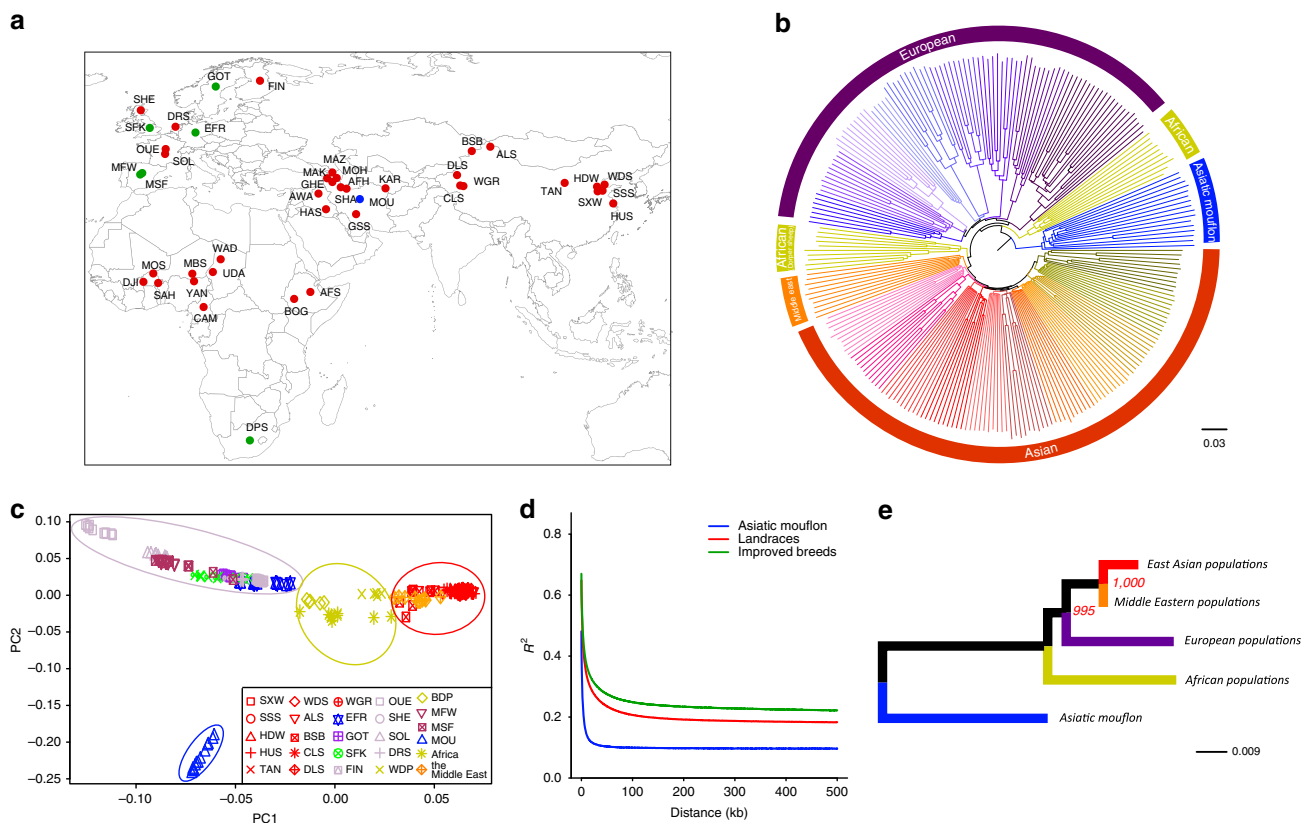 a
GOT
FIN
SHE
DRS
SFK
EFR
OUE
SOL
MFW
MSF
BSB
ALS
MAZ
MAK
MOH
DLS
GHE
AFH
KAR
WGR
TAN
HDW
WDS
AWA
SHA
MOU
CLS
SXW
SSS
HAS
GSS
HUS
WAD
MOS
MBS
UDA
DJI
SAH
YAN
AFS
CAM
BOG
DPS
b
European
African
Asiatic mouflon
African
Middle east
Asian
0.03
c
0.10
0.05
0.00
−0.05
−0.10
−0.15
−0.20
−0.25
PC2
−0.10
−0.05
0.00
0.05
PC1
SXW WDS WGR OUE BDP
SSS ALS EFR SHE MFW
HDW BSB GOT SOL MSF
HUS CLS SFK DRS MOU
TAN DLS FIN WDP Africa
the
Middle East
d
Asiatic mouflon
Landraces
Improved breeds
0.8
0.6
0.4
0.2
0.0
R2
0 100 200 300 400 500
Distance (kb)
e
East Asian populations
1,000
Middle Eastern populations
995
European populations
African populations
Asiatic mouflon
0.009